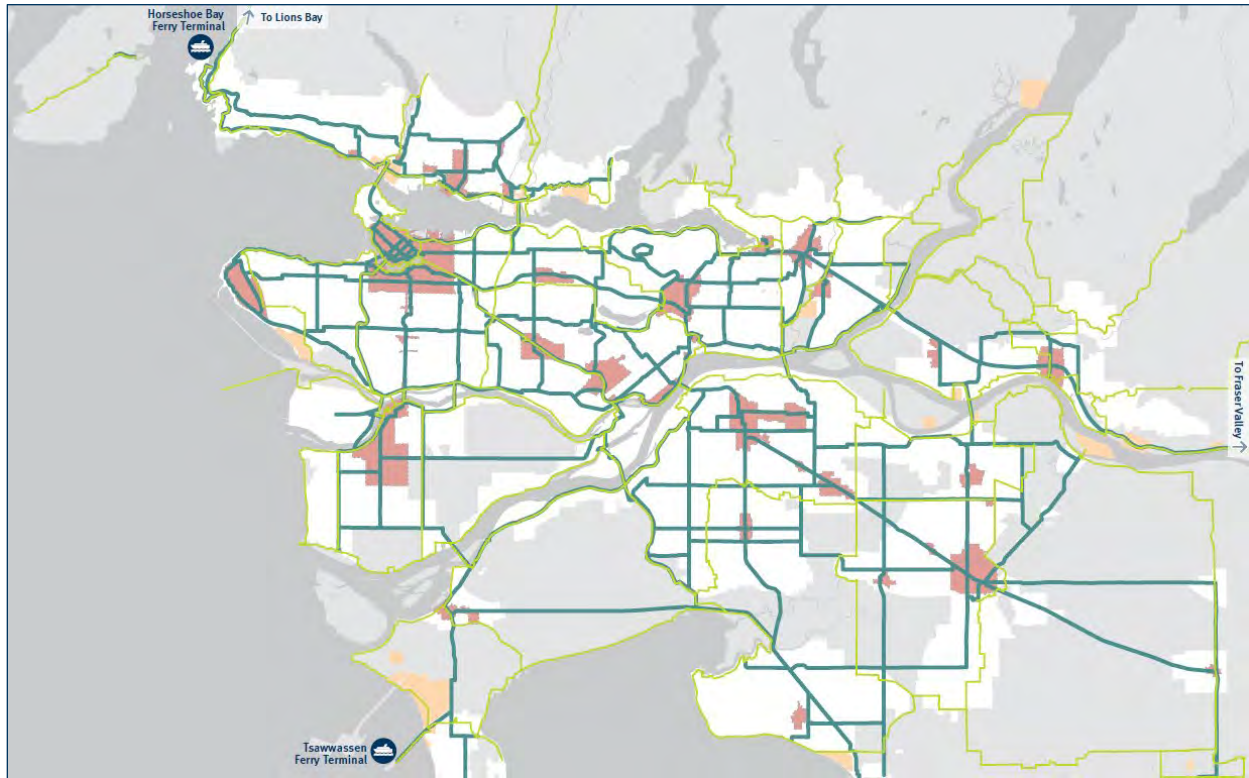 Horseshoe Bay
Ferry Terminal
To Lions Bay
To Fraser Valley
Tsawwassen
Ferry Terminal